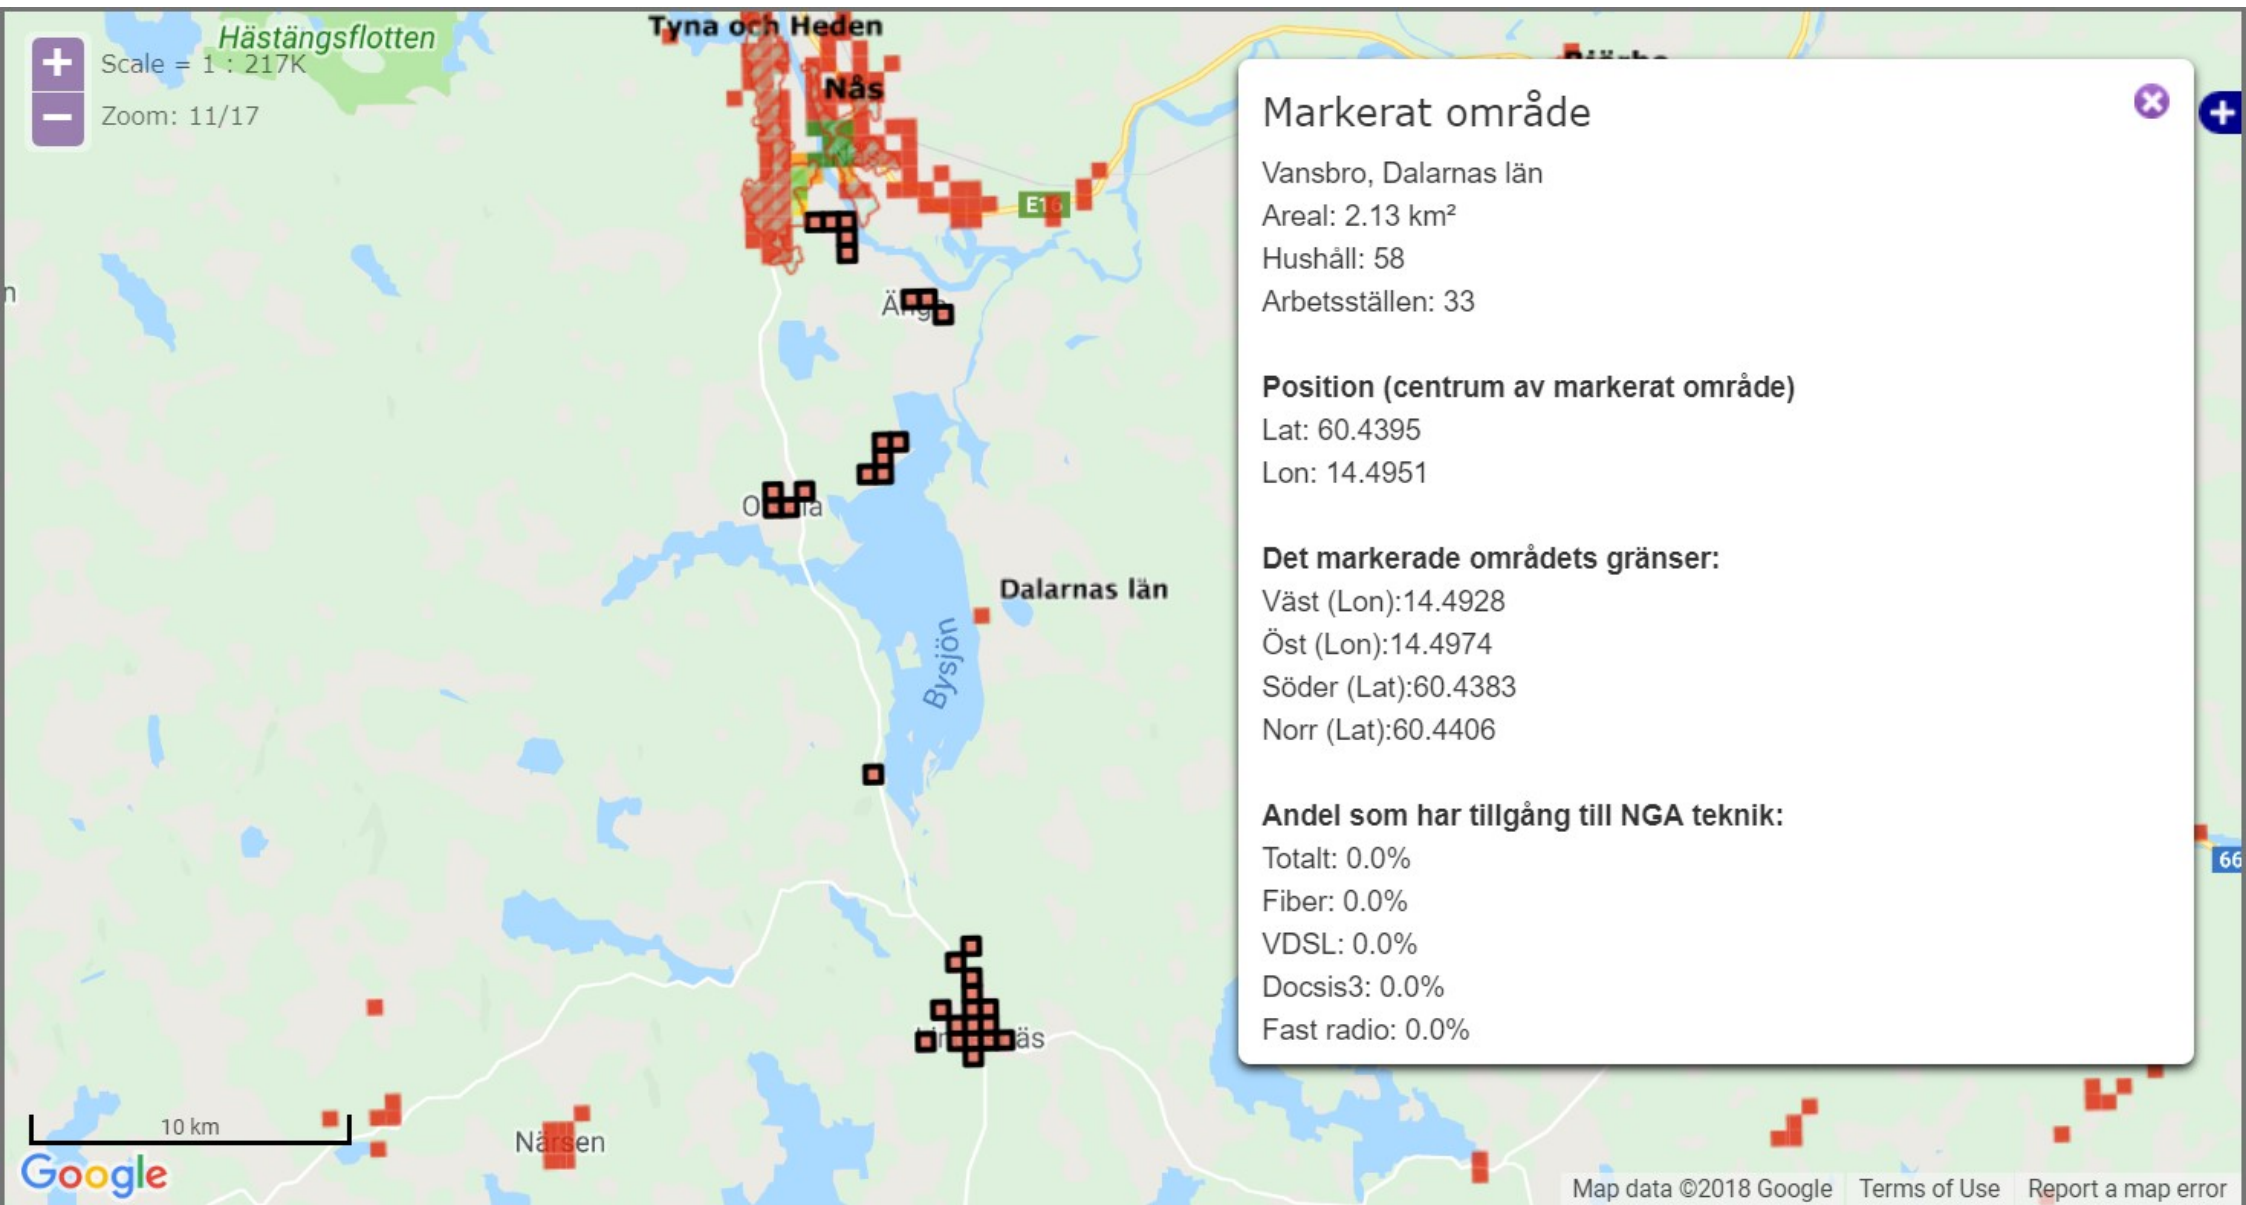 Tyna och Heden
Hästängsflotten
+
Scale = 1 : 217K
−
Zoom: 11/17
Nås
E16
Dalarnas län
Bysjön
äs
10 km
Närsen
Google
Markerat område
Vansbro, Dalarnas län
Areal: 2.13 km²
Hushåll: 58
Arbetsställen: 33
Position (centrum av markerat område)
Lat: 60.4395
Lon: 14.4951
Det markerade områdets gränser:
Väst (Lon):14.4928
Öst (Lon):14.4974
Söder (Lat):60.4383
Norr (Lat):60.4406
Andel som har tillgång till NGA teknik:
Totalt: 0.0%
Fiber: 0.0%
VDSL: 0.0%
Docsis3: 0.0%
Fast radio: 0.0%
+
66
Map data ©2018 Google Terms of Use Report a map error